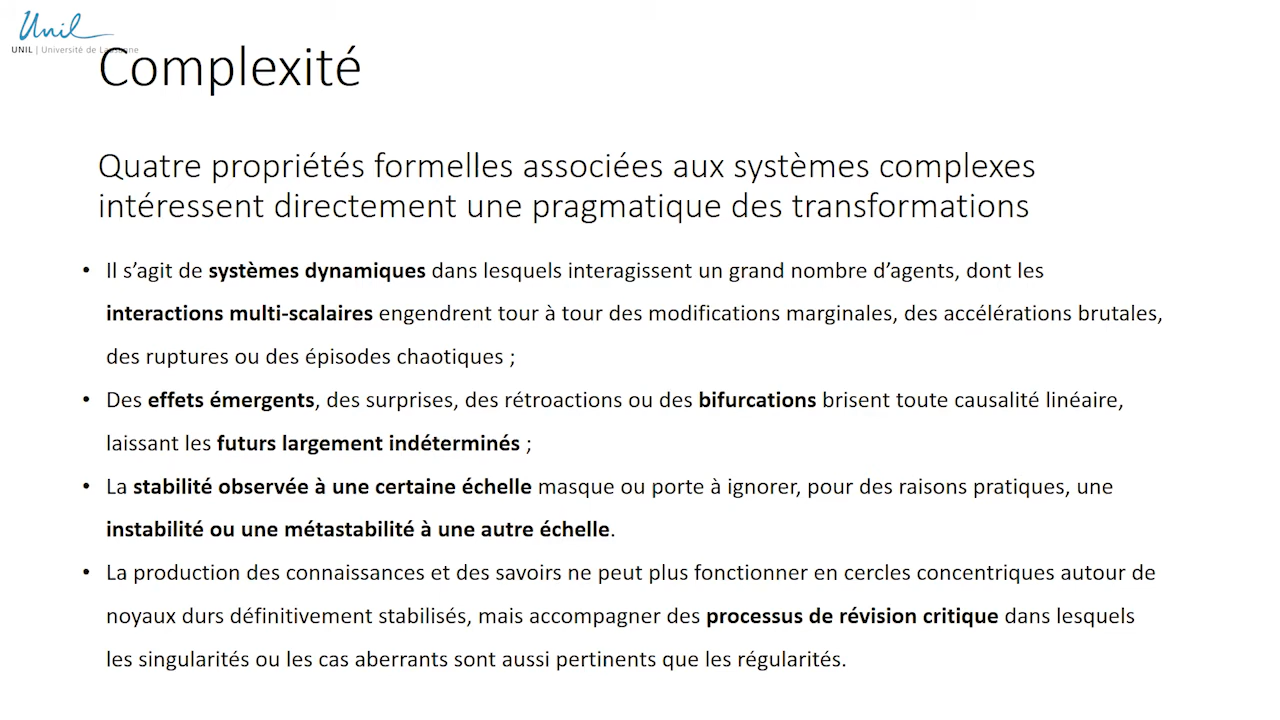 Unil
UNIL | Université de Lausanne
Complexité
Quatre propriétés formelles associées aux systèmes complexes
intéressent directement une pragmatique des transformations
• Il s’agit de systèmes dynamiques dans lesquels interagissent un grand nombre d’agents, dont les
interactions multi-scalaires engendrent tour à tour des modifications marginales, des accélérations brutales,
des ruptures ou des épisodes chaotiques ;
• Des effets émergents, des surprises, des rétroactions ou des bifurcations brisent toute causalité linéaire,
laissant les futurs largement indéterminés ;
• La stabilité observée à une certaine échelle masque ou porte à ignorer, pour des raisons pratiques, une
instabilité ou une métastabilité à une autre échelle.
• La production des connaissances et des savoirs ne peut plus fonctionner en cercles concentriques autour de
noyaux durs définitivement stabilisés, mais accompagner des processus de révision critique dans lesquels
les singularités ou les cas aberrants sont aussi pertinents que les régularités.